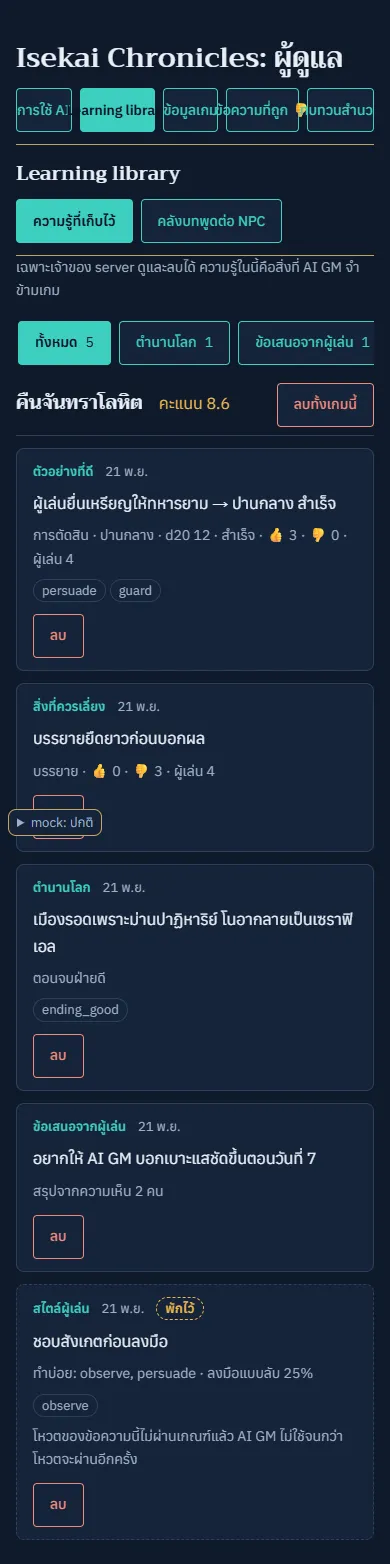 Isekai Chronicles: ผู้ดูแล
การใช้ AI
earning libra
ข้อมูลเกม
ข้อความที่ถูก 👎
บทวนสำนว
Learning library
ความรู้ที่เก็บไว้
คลังบทพูดต่อ NPC
เฉพาะเจ้าของ server ดูและลบได้ ความรู้ในนี้คือสิ่งที่ AI GM จำ
ข้ามเกม
ทั้งหมด 5
ตำนานโลก 1
ข้อเสนอจากผู้เล่น 1
คืนจันทราโลหิต คะแนน 8.6
ลบทั้งเกมนี้
ตัวอย่างที่ดี 21 พ.ย.
ผู้เล่นยื่นเหรียญให้ทหารยาม → ปานกลาง สำเร็จ
การตัดสิน · ปานกลาง · d20 12 · สำเร็จ · 👍 3 · 👎 0 ·
ผู้เล่น 4
persuade guard
ลบ
สิ่งที่ควรเลี่ยง 21 พ.ย.
บรรยายยืดยาวก่อนบอกผล
บรรยาย · 👍 0 · 👎 3 · ผู้เล่น 4
▶ mock: ปกติ
ตำนานโลก 21 พ.ย.
เมืองรอดเพราะม่านปาฏิหาริย์ โนอากลายเป็นเซราฟิ
เอล
ตอนจบฝ่ายดี
ending_good
ลบ
ข้อเสนอจากผู้เล่น 21 พ.ย.
อยากให้ AI GM บอกเบาะแสชัดขึ้นตอนวันที่ 7
สรุปจากความเห็น 2 คน
ลบ
สไตล์ผู้เล่น 21 พ.ย. พักไว้
ชอบสังเกตก่อนลงมือ
ทำบ่อย: observe, persuade · ลงมือแบบลับ 25%
observe
โหวตของข้อความนี้ไม่ผ่านเกณฑ์แล้ว AI GM ไม่ใช้จนกว่า
โหวตจะผ่านอีกครั้ง
ลบ